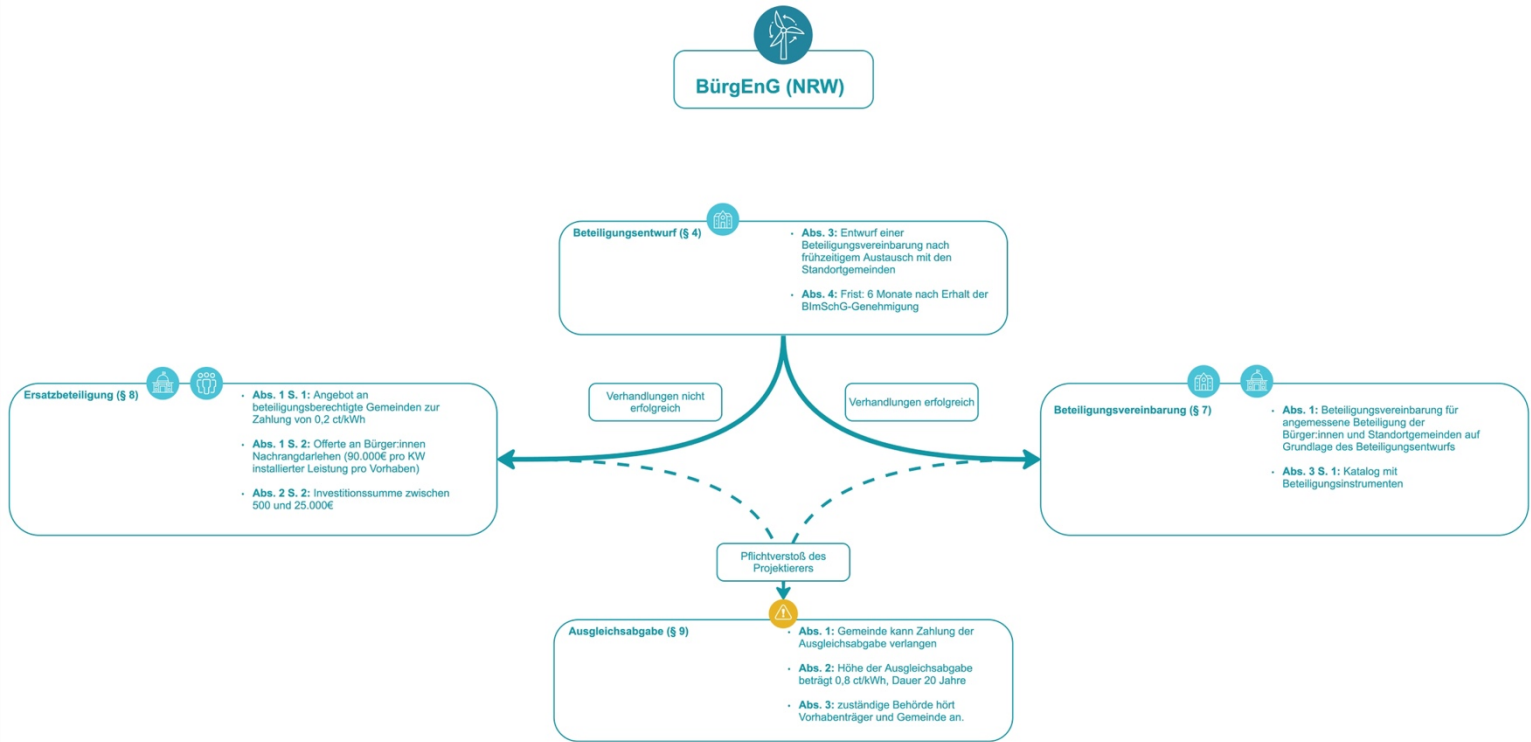 BürgEnG (NRW)
Beteiligungsentwurf (§ 4)
• Abs. 3: Entwurf einer
Beteiligungsvereinbarung nach
frühzeitigem Austausch mit den
Standortgemeinden
• Abs. 4: Frist: 6 Monate nach Erhalt der
BImSchG-Genehmigung
Verhandlungen nicht
erfolgreich
Verhandlungen erfolgreich
Ersatzbeteiligung (§ 8)
• Abs. 1 S. 1: Angebot an
beteiligungsberechtigte Gemeinden zur
Zahlung von 0,2 ct/kWh
• Abs. 1 S. 2: Offerte an Bürger:innen
Nachrangdarlehen (90.000€ pro KW
installierter Leistung pro Vorhaben)
• Abs. 2 S. 2: Investitionssumme zwischen
500 und 25.000€
Beteiligungsvereinbarung (§ 7)
• Abs. 1: Beteiligungsvereinbarung für
angemessene Beteiligung der
Bürger:innen und Standortgemeinden auf
Grundlage des Beteiligungsentwurfs
• Abs. 3 S. 1: Katalog mit
Beteiligungsinstrumenten
Pflichtverstoß des
Projektierers
Ausgleichsabgabe (§ 9)
• Abs. 1: Gemeinde kann Zahlung der
Ausgleichsabgabe verlangen
• Abs. 2: Höhe der Ausgleichsabgabe
beträgt 0,8 ct/kWh, Dauer 20 Jahre
• Abs. 3: zuständige Behörde hört
Vorhabenträger und Gemeinde an.